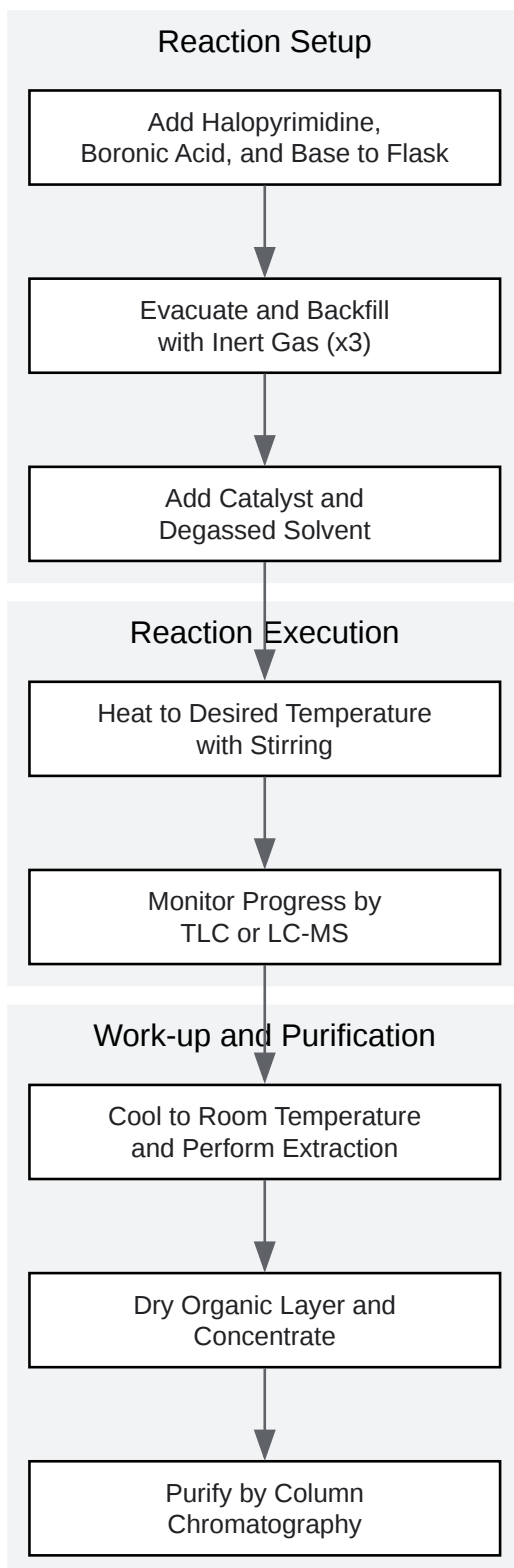 Reaction Setup
Add Halopyrimidine,
Boronic Acid, and Base to Flask
Evacuate and Backfill
with Inert Gas (x3)
Add Catalyst and
Degassed Solvent
Reaction Execution
Heat to Desired Temperature
with Stirring
Monitor Progress by
TLC or LC-MS
Work-up and Purification
Cool to Room Temperature
and Perform Extraction
Dry Organic Layer and
Concentrate
Purify by Column
Chromatography